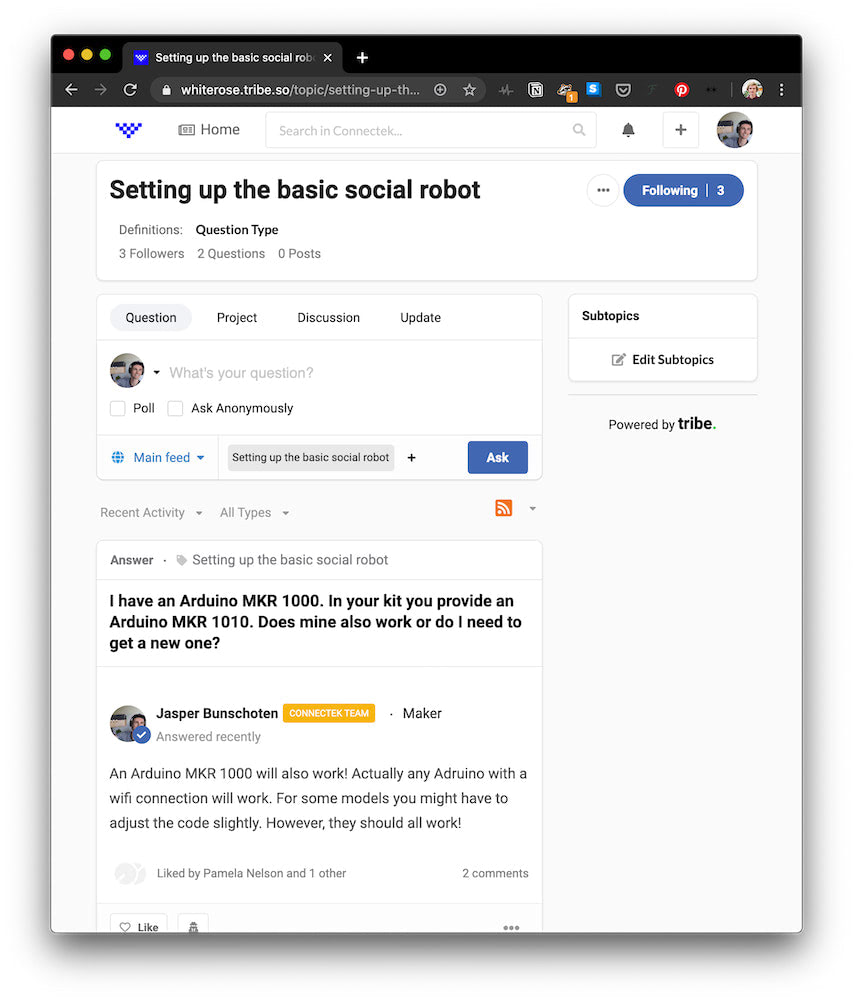 Setting up the basic social rob
whiterose.tribe.so/topic/setting-up-th...
1
S
Home
Search in Connectek...
Setting up the basic social robot
Following | 3
Definitions: Question Type
3 Followers 2 Questions 0 Posts
Question Project Discussion Update
What's your question?
Poll Ask Anonymously
Main feed Setting up the basic social robot + Ask
Subtopics
Edit Subtopics
Powered by tribe.
Recent Activity All Types
Answer · Setting up the basic social robot
I have an Arduino MKR 1000. In your kit you provide an
Arduino MKR 1010. Does mine also work or do I need to
get a new one?
Jasper Bunschoten CONNECTEK TEAM · Maker
Answered recently
An Arduino MKR 1000 will also work! Actually any Adruino with a
wifi connection will work. For some models you might have to
adjust the code slightly. However, they should all work!
Liked by Pamela Nelson and 1 other 2 comments
Like